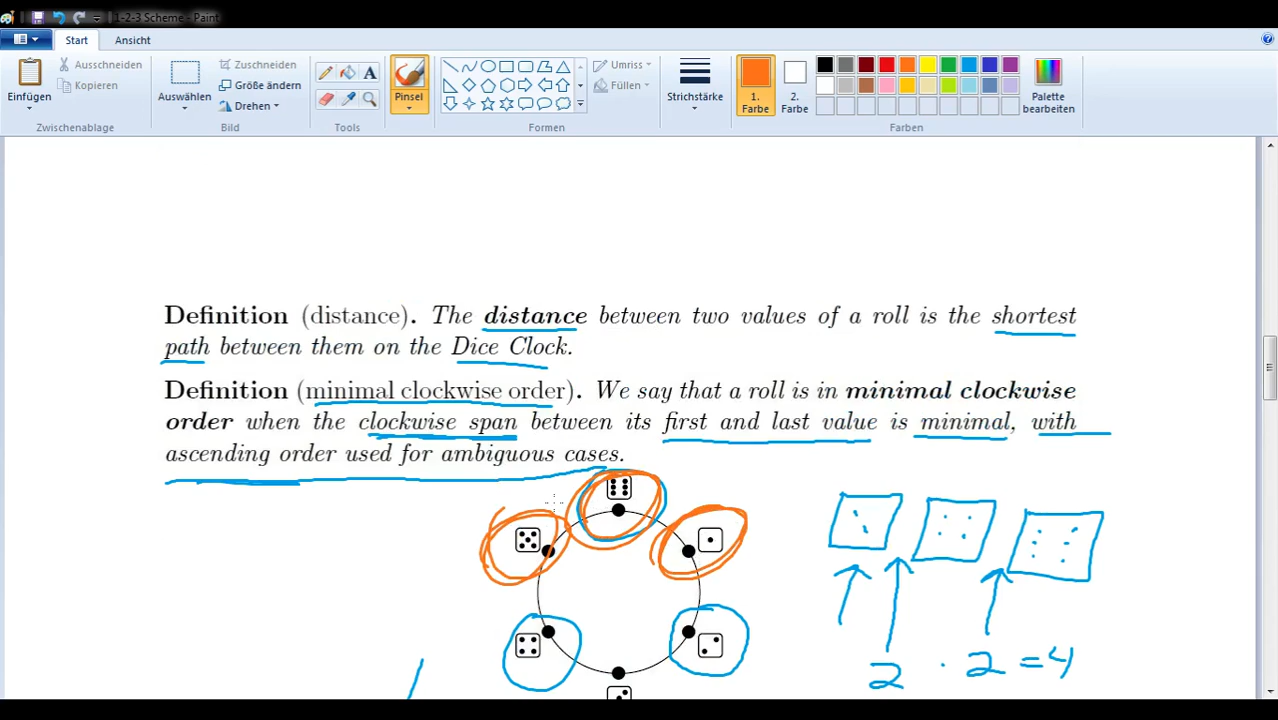 1-2-3 Scheme - Paint
Start Ansicht
Einfügen
Ausschneiden
Kopieren
Zwischenablage
Auswählen
Zuschneiden
Größe ändern
Drehen
Bild
A
Tools
Pinsel
Umriss
Füllen
Formen
Strichstärke
1.
Farbe
2.
Farbe
Palette
bearbeiten
Farben
Definition (distance). The distance between two values of a roll is the shortest
path between them on the Dice Clock.
Definition (minimal clockwise order). We say that a roll is in minimal clockwise
order when the clockwise span between its first and last value is minimal, with
ascending order used for ambiguous cases.
2 · 2 = 4